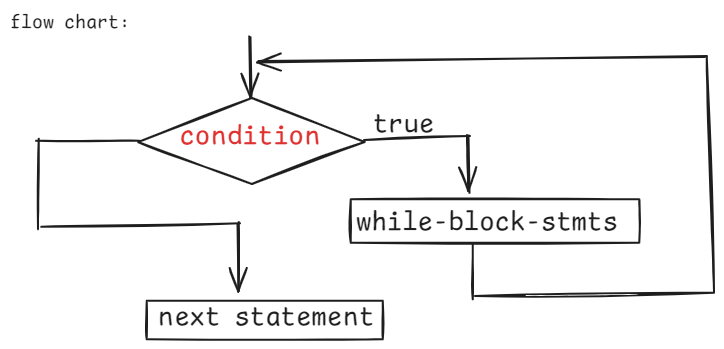 flow chart:
true
condition
while-block-stmts
next statement